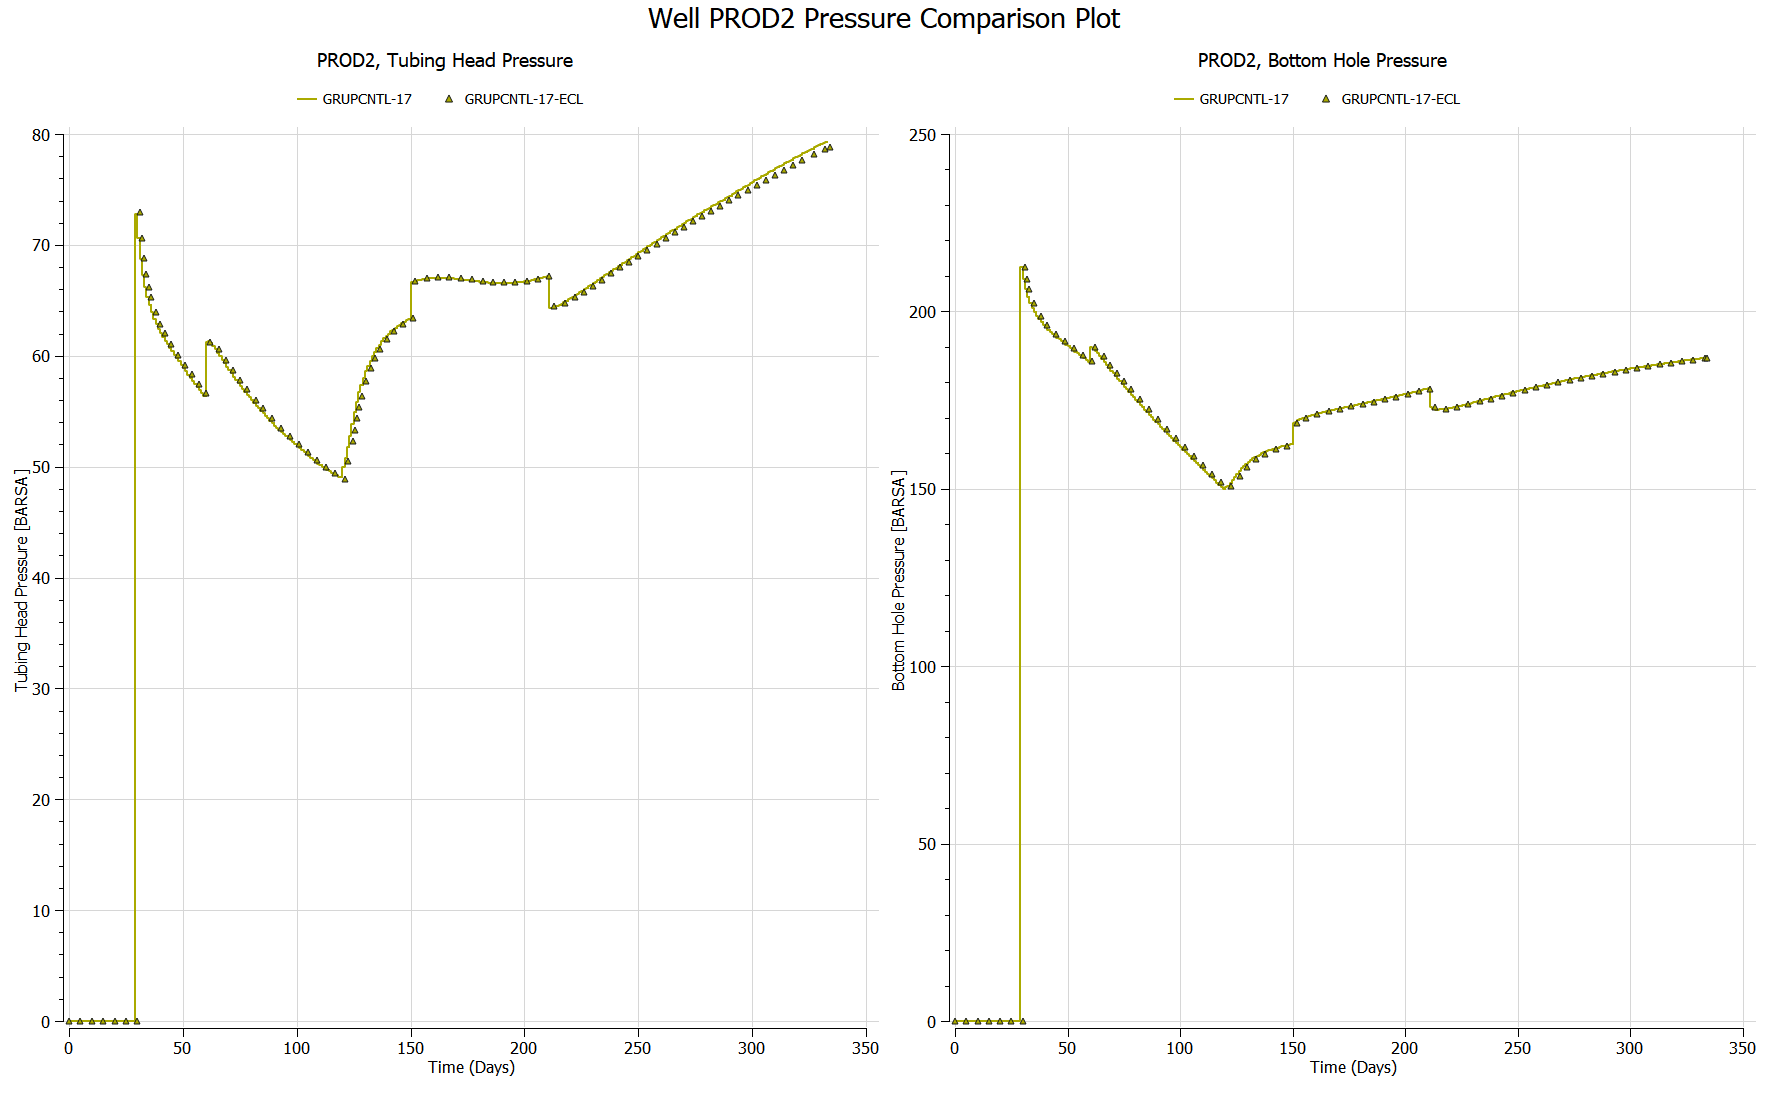 Well PROD2 Pressure Comparison Plot
PROD2, Tubing Head Pressure
GRUPCNTL-17
GRUPCNTL-17-ECL
80
70
60
50
40
30
20
10
0
Tubing Head Pressure [BARSA]
0 50 100 150 200 250 300 350
Time (Days)
PROD2, Bottom Hole Pressure
GRUPCNTL-17
GRUPCNTL-17-ECL
250
200
150
100
50
0
Bottom Hole Pressure [BARSA]
0 50 100 150 200 250 300 350
Time (Days)